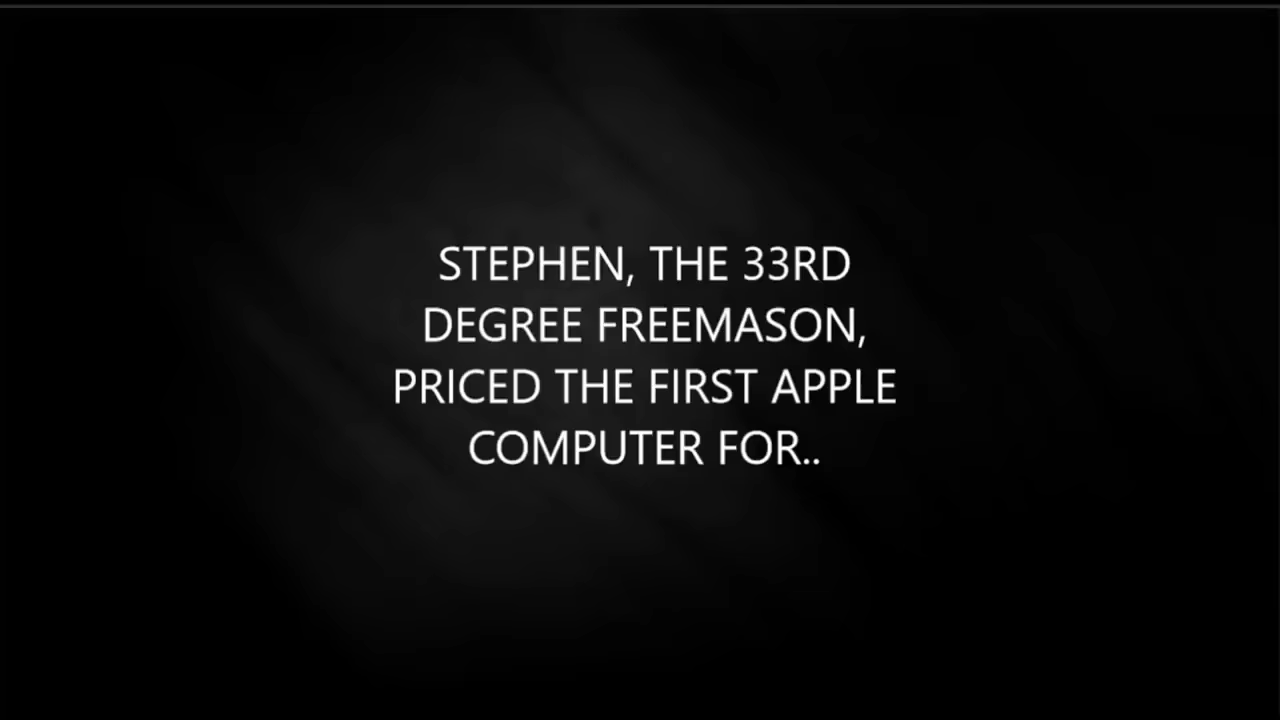 STEPHEN, THE 33RD
DEGREE FREEMASON,
PRICED THE FIRST APPLE
COMPUTER FOR..